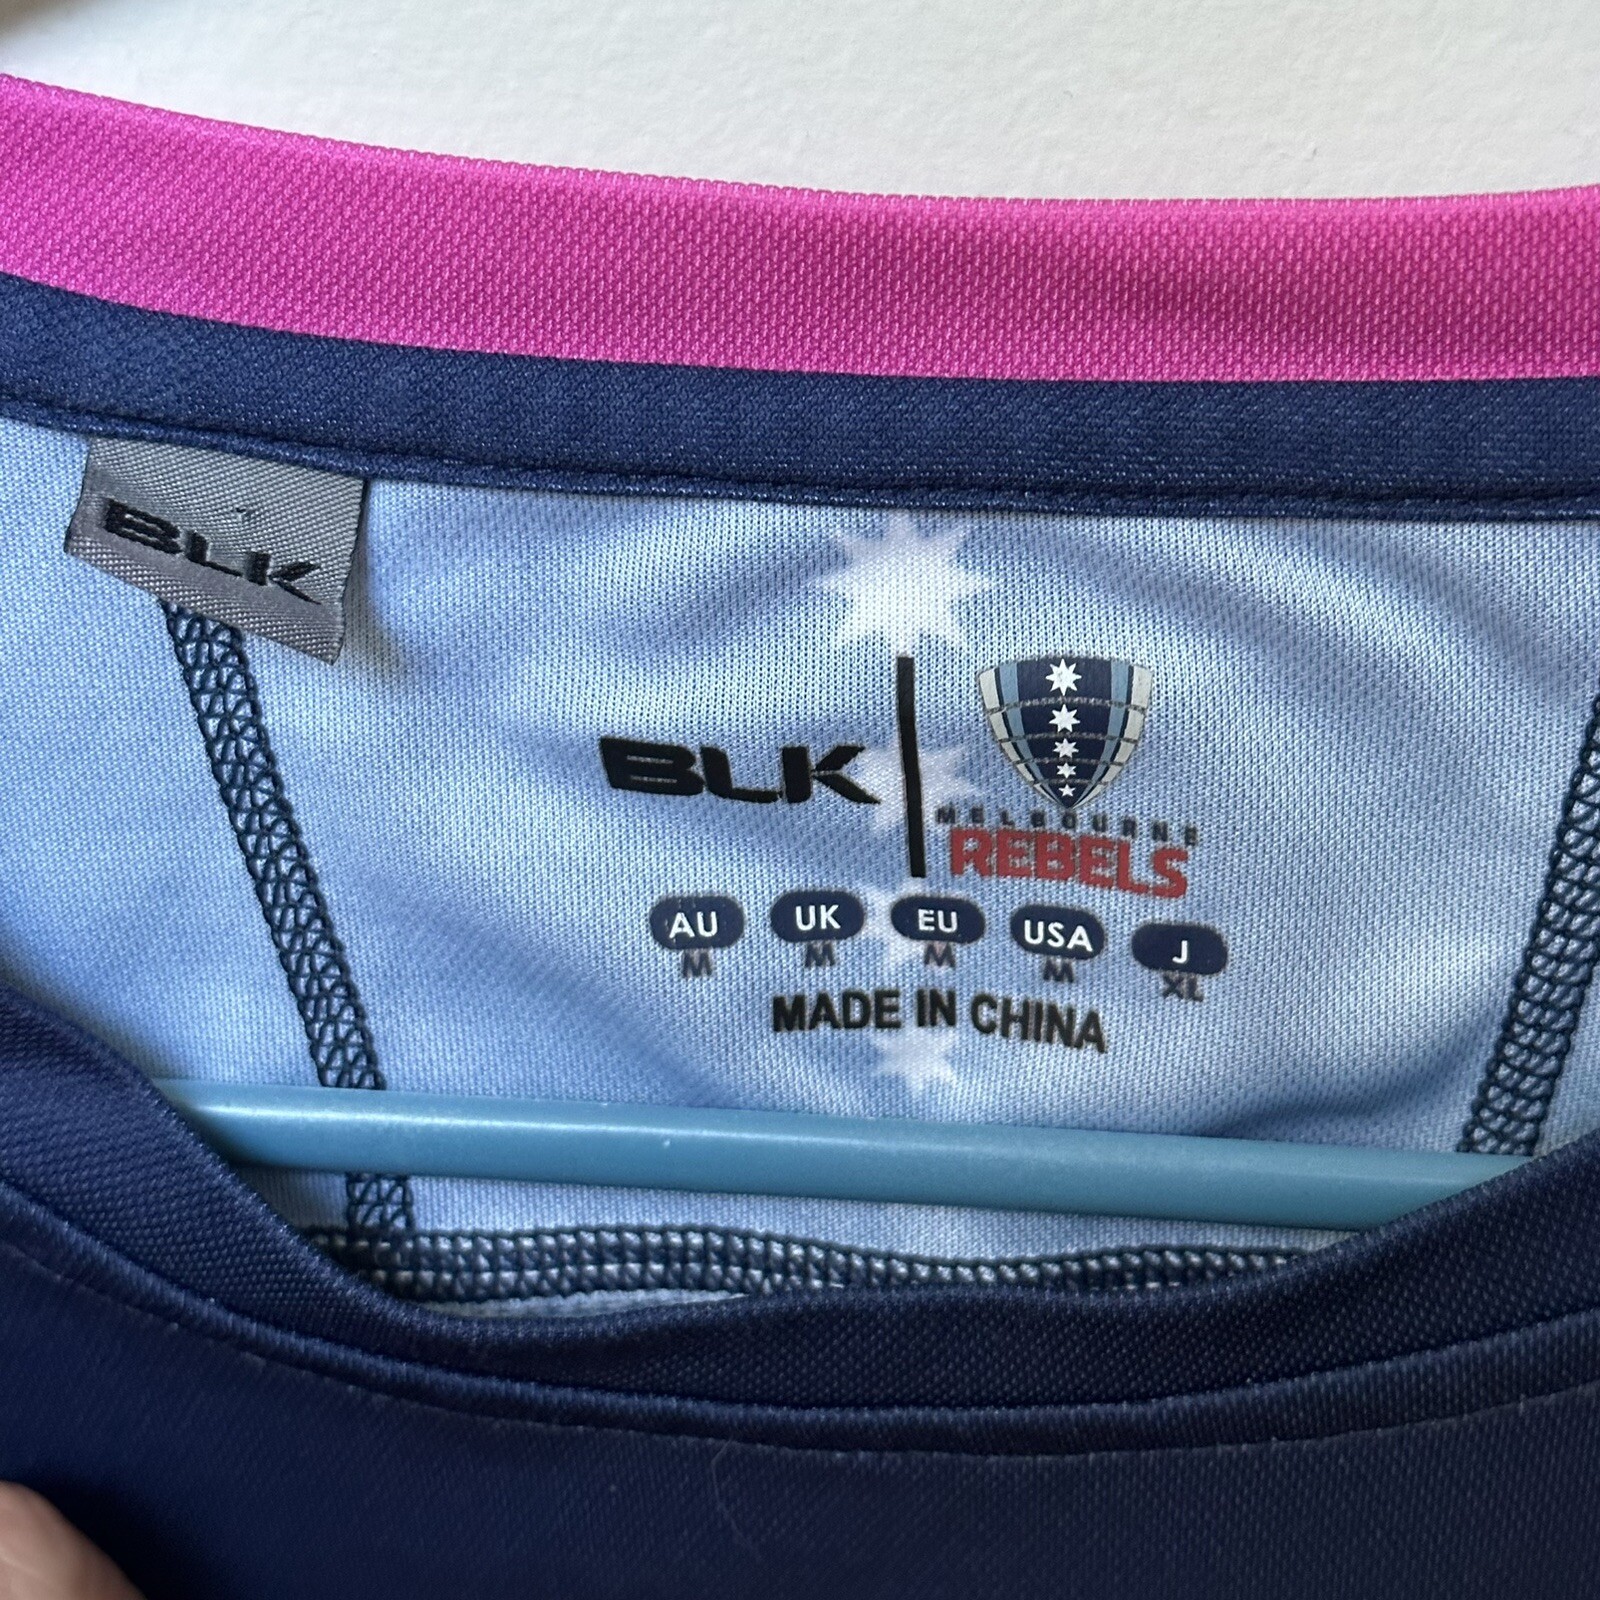 BLK
BLK
MELBOURNE
REBELS
AU UK EU USA J
M M M M XL
MADE IN CHINA